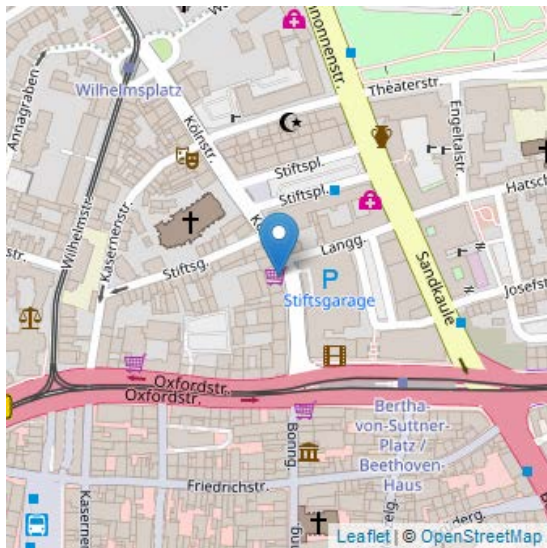 Annagraben
Wilhelmsplatz
Kölnstr.
Theaterstr.
Engeltalstr.
Stiftspl.
Stiftspl.
Kasernenstr.
Wilhelmstr.
Stiftsg.
Langg.
P
Stiftsgarage
Sandkaule
Oxfordstr.
Oxfordstr.
Bertha-
von-Suttner-
Platz /
Beethoven-
Haus
Friedrichstr.
Leaflet | © OpenStreetMap